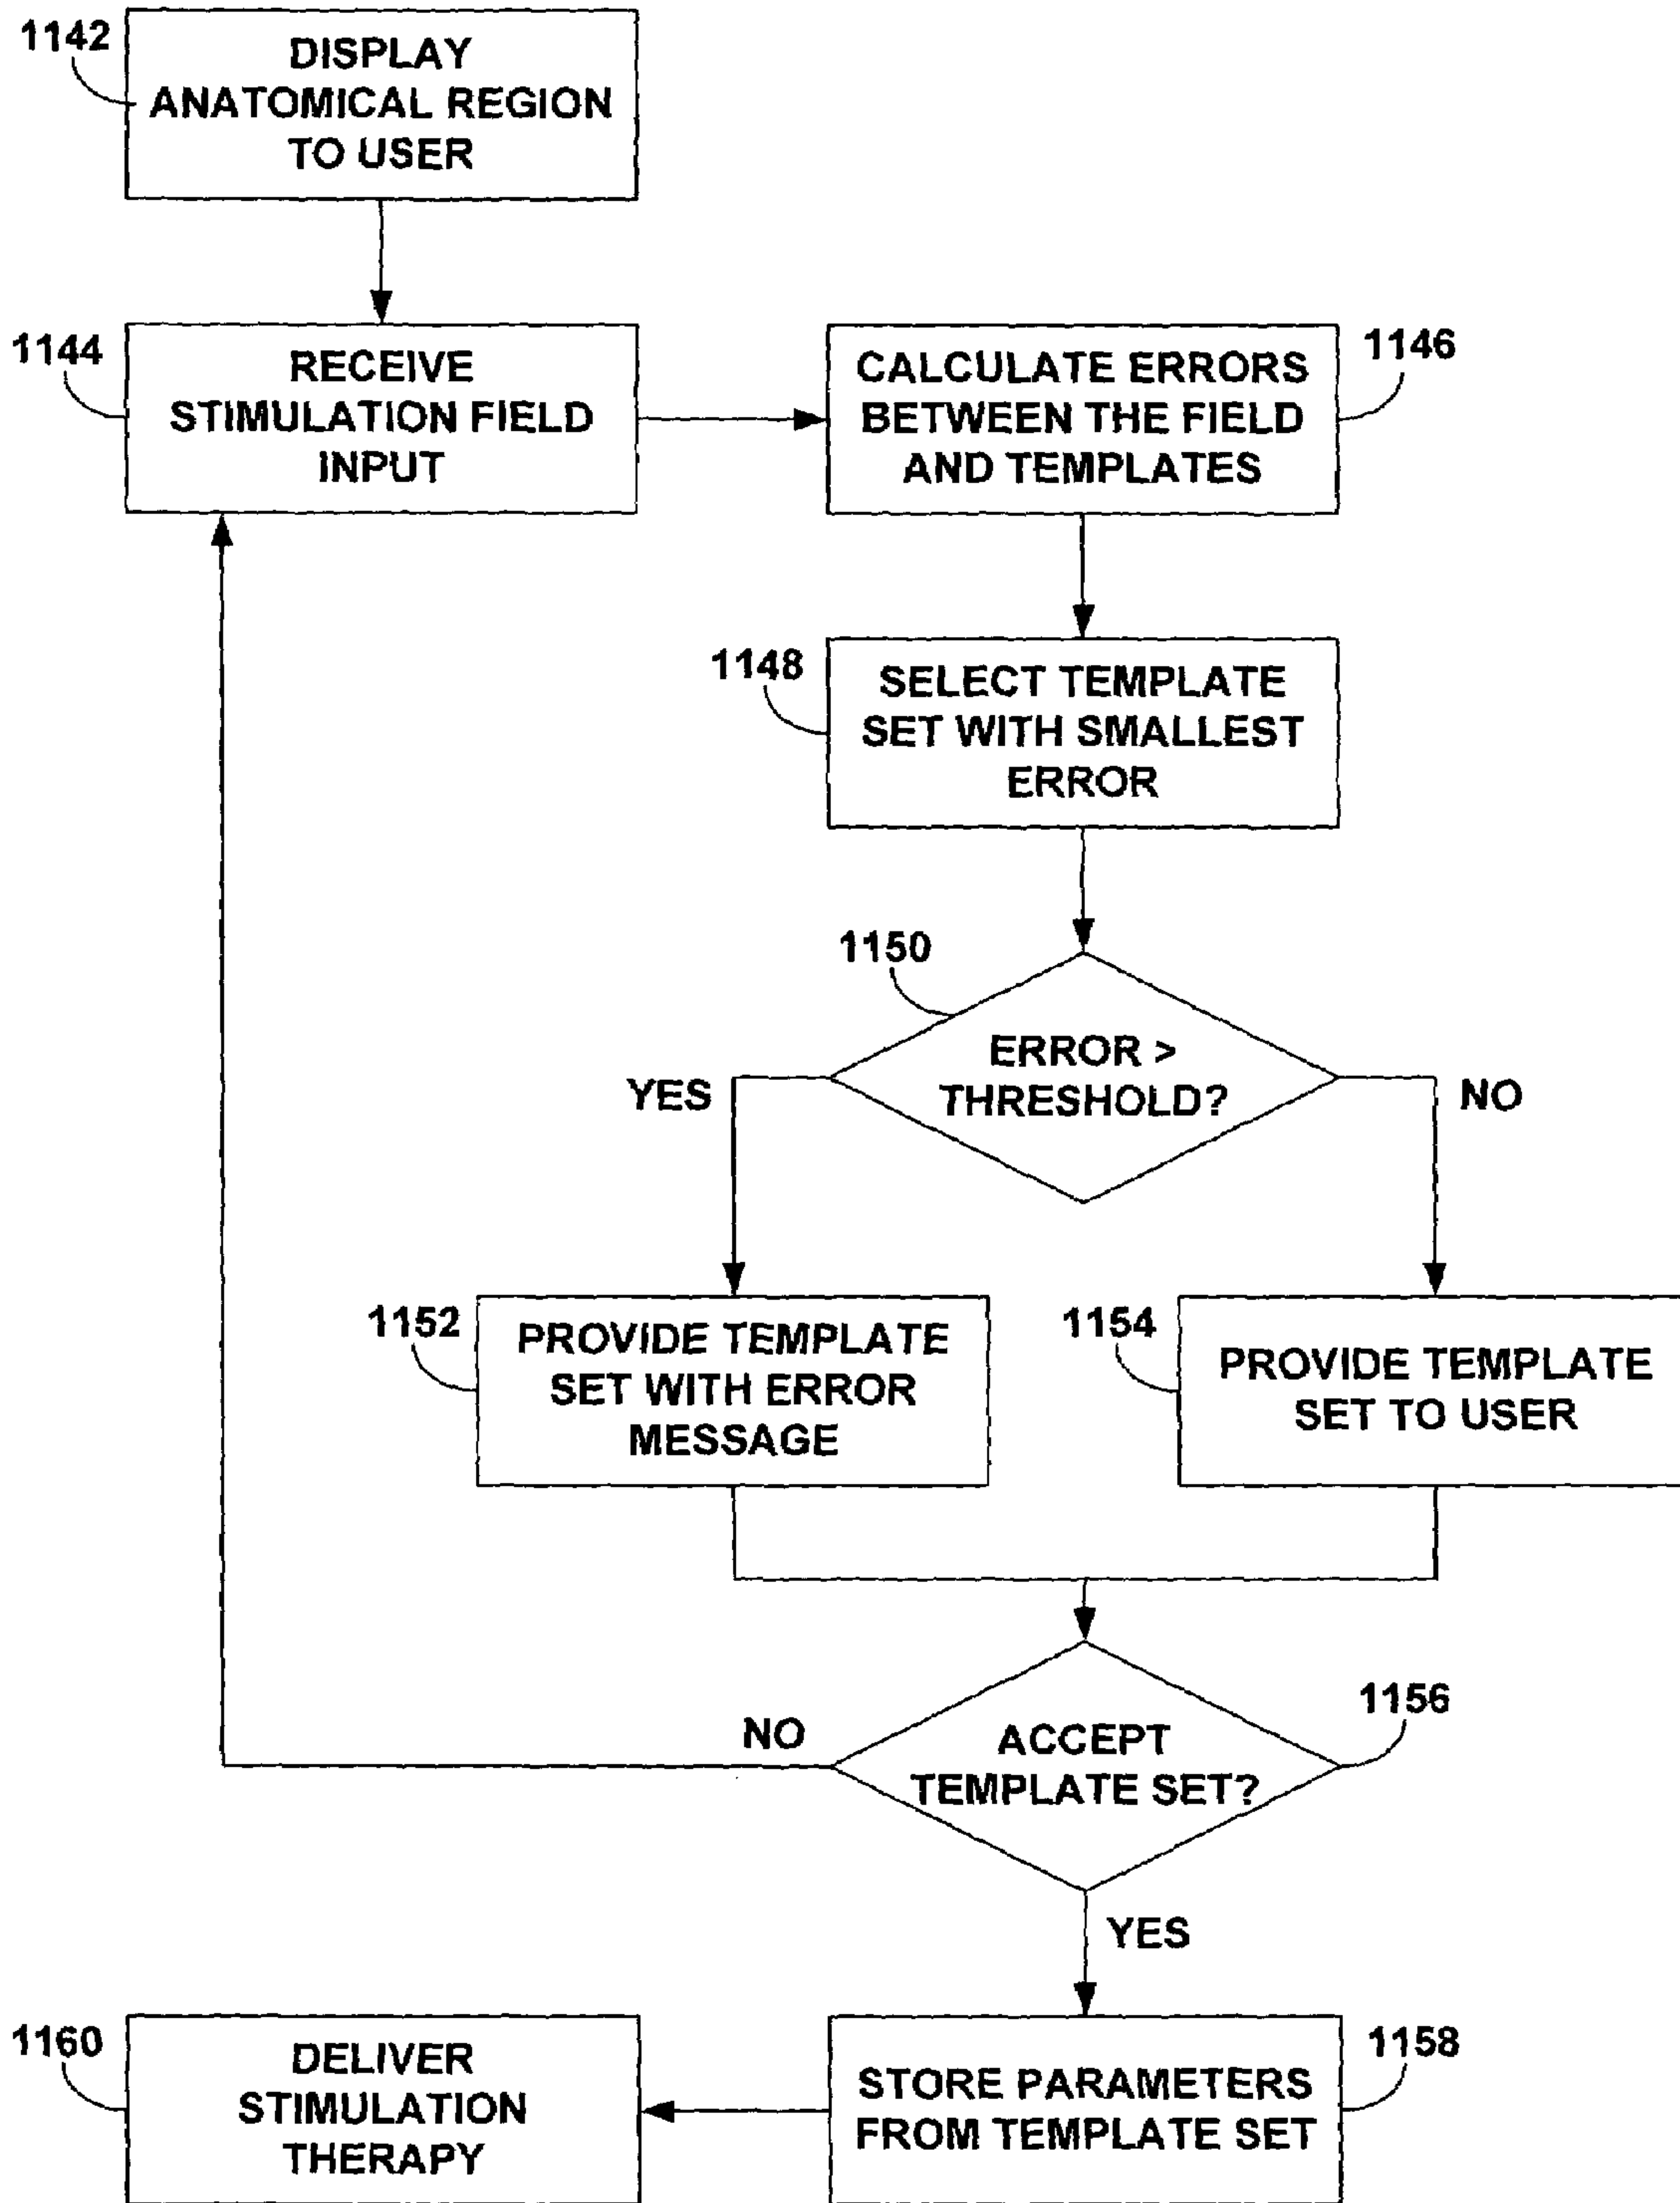 1142
DISPLAY
ANATOMICAL REGION
TO USER
1144
RECEIVE
STIMULATION FIELD
INPUT
1146
CALCULATE ERRORS
BETWEEN THE FIELD
AND TEMPLATES
1148
SELECT TEMPLATE
SET WITH SMALLEST
ERROR
1150
ERROR >
THRESHOLD?
YES
NO
1152
PROVIDE TEMPLATE
SET WITH ERROR
MESSAGE
1154
PROVIDE TEMPLATE
SET TO USER
1156
ACCEPT
TEMPLATE SET?
NO
YES
1158
STORE PARAMETERS
FROM TEMPLATE SET
1160
DELIVER
STIMULATION
THERAPY